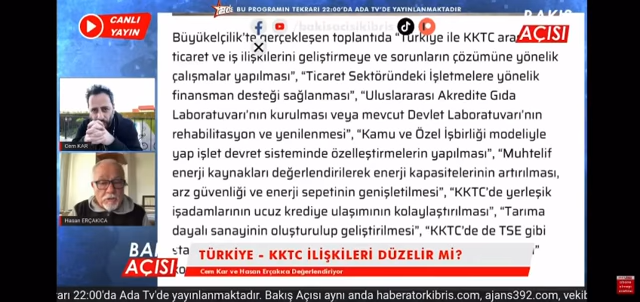 BU PROGRAMIN TEKRARI 22:00'DA ADA TV'DE YAYINLANMAKTADIR
CANLI
YAYIN
BAKIŞ
AÇISI
/bakisacisikibris
Büyükelçilik'te gerçekleşen toplantıda "Türkiye ile KKTC
ticaret ve iş ilişkilerini geliştirmeye ve sorunların çözümüne yönelik
çalışmalar yapılması", "Ticaret Sektöründeki İşletmelere yönelik
finansman desteği sağlanması", "Uluslararası Akredite Gıda
Laboratuvarı'nın kurulması veya mevcut Devlet Laboratuvarı'nın
rehabilitasyon ve yenilenmesi", "Kamu ve Özel İşbirliği modeliyle
yap işlet devret sisteminde özelleştirmelerin yapılması", "Muhtelif
enerji kaynakları değerlendirilerek enerji kapasitelerinin artırılması,
arz güvenliği ve enerji sepetinin genişletilmesi", "KKTC'de yerleşik
işadamlarının ucuz krediye ulaşımının kolaylaştırılması", "Tarıma
dayalı sanayinin oluşturulup geliştirilmesi", "KKTC'de de TSE gibi
Cem KAR
Hasan ERÇAKICA
BAKIŞ
AÇISI
TÜRKİYE - KKTC İLİŞKİLERİ DÜZELİR Mİ?
Cem Kar ve Hasan Erçakıca Değerlendiriyor
arı 22:00'da Ada Tv'de yayınlanmaktadır. Bakış Açısı aynı anda haberatorkibris.com, ajans392.com, vekit